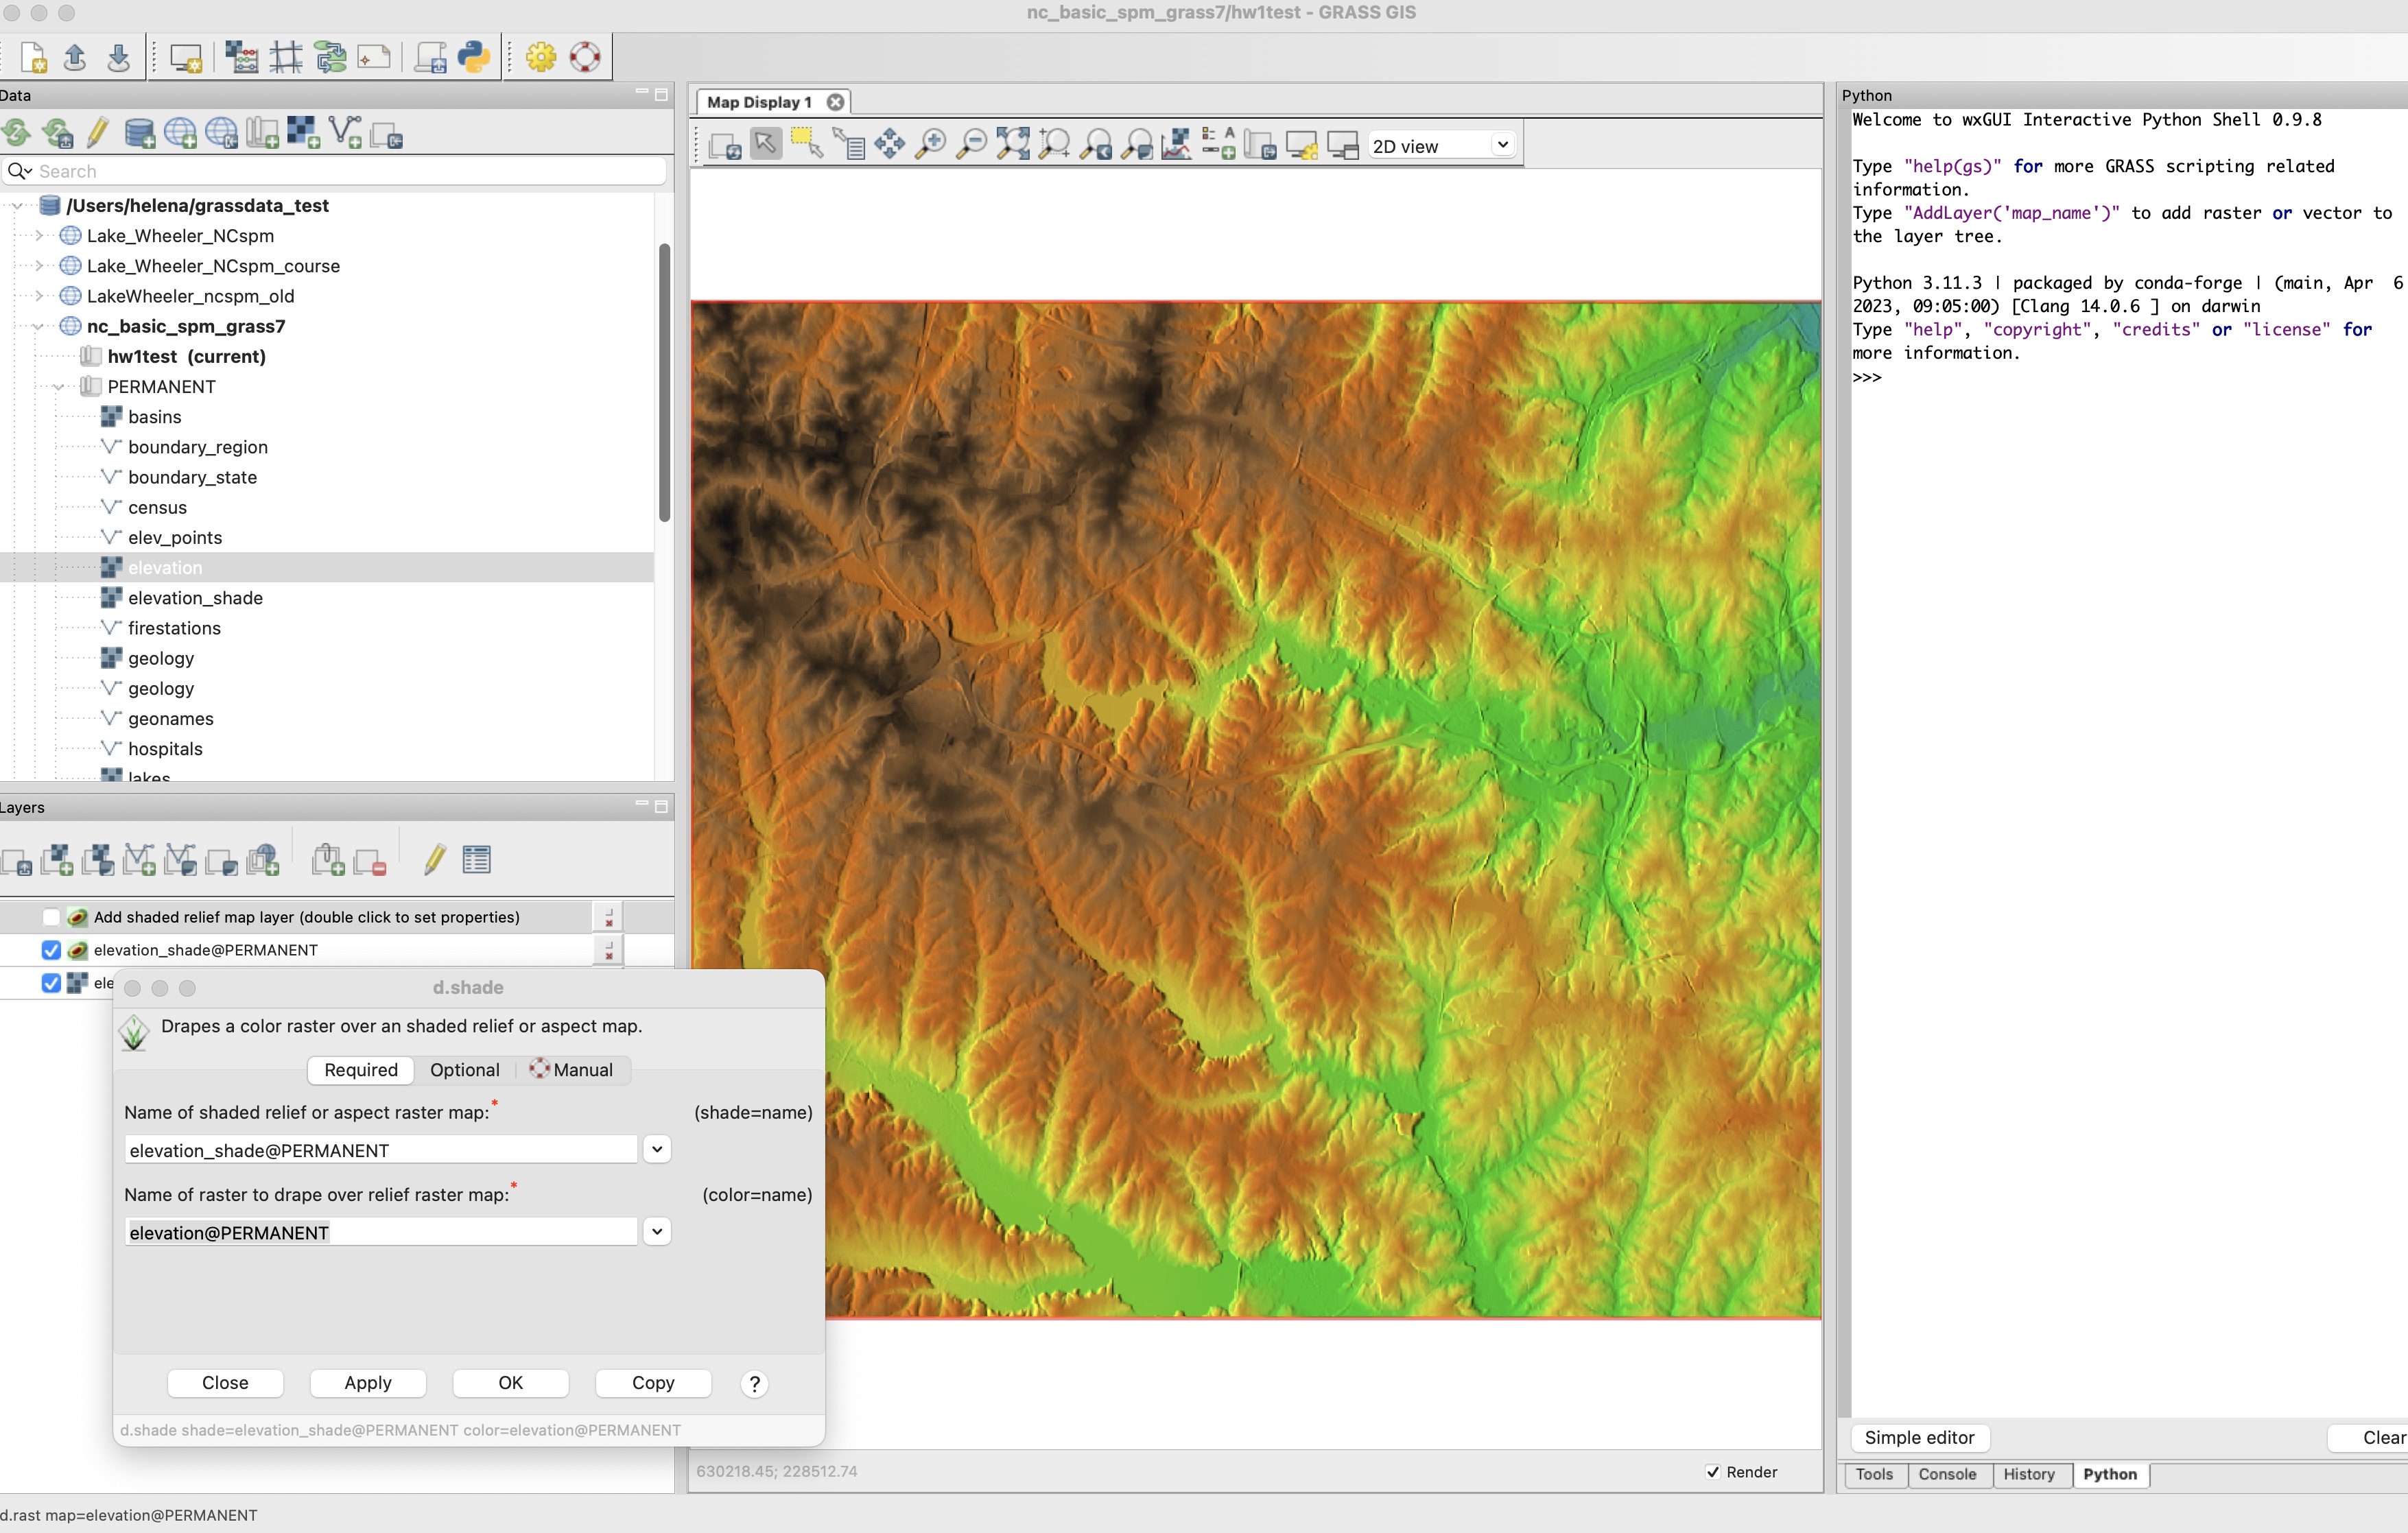 nc_basic_spm_grass7/hw1test - GRASS GIS
Data
Search
/Users/helena/grassdata_test
Lake_Wheeler_NCspm
Lake_Wheeler_NCspm_course
LakeWheeler_ncspm_old
nc_basic_spm_grass7
hw1test (current)
PERMANENT
basins
boundary_region
boundary_state
census
elev_points
elevation
elevation_shade
firestations
geology
geology
geonames
hospitals
lakes
Layers
Add shaded relief map layer (double click to set properties)
elevation_shade@PERMANENT
ele
d.shade
Drapes a color raster over an shaded relief or aspect map.
Required Optional Manual
Name of shaded relief or aspect raster map:* (shade=name)
elevation_shade@PERMANENT
Name of raster to drape over relief raster map:* (color=name)
elevation@PERMANENT
Close Apply OK Copy ?
d.shade shade=elevation_shade@PERMANENT color=elevation@PERMANENT
d.rast map=elevation@PERMANENT
Map Display 1
2D view
630218.45; 228512.74
Render
Python
Welcome to wxGUI Interactive Python Shell 0.9.8
Type "help(gs)" for more GRASS scripting related
information.
Type "AddLayer('map_name')" to add raster or vector to
the layer tree.
Python 3.11.3 | packaged by conda-forge | (main, Apr  6
2023, 09:05:00) [Clang 14.0.6 ] on darwin
Type "help", "copyright", "credits" or "license" for
more information.
>>>
Simple editor Clear
Tools Console History Python